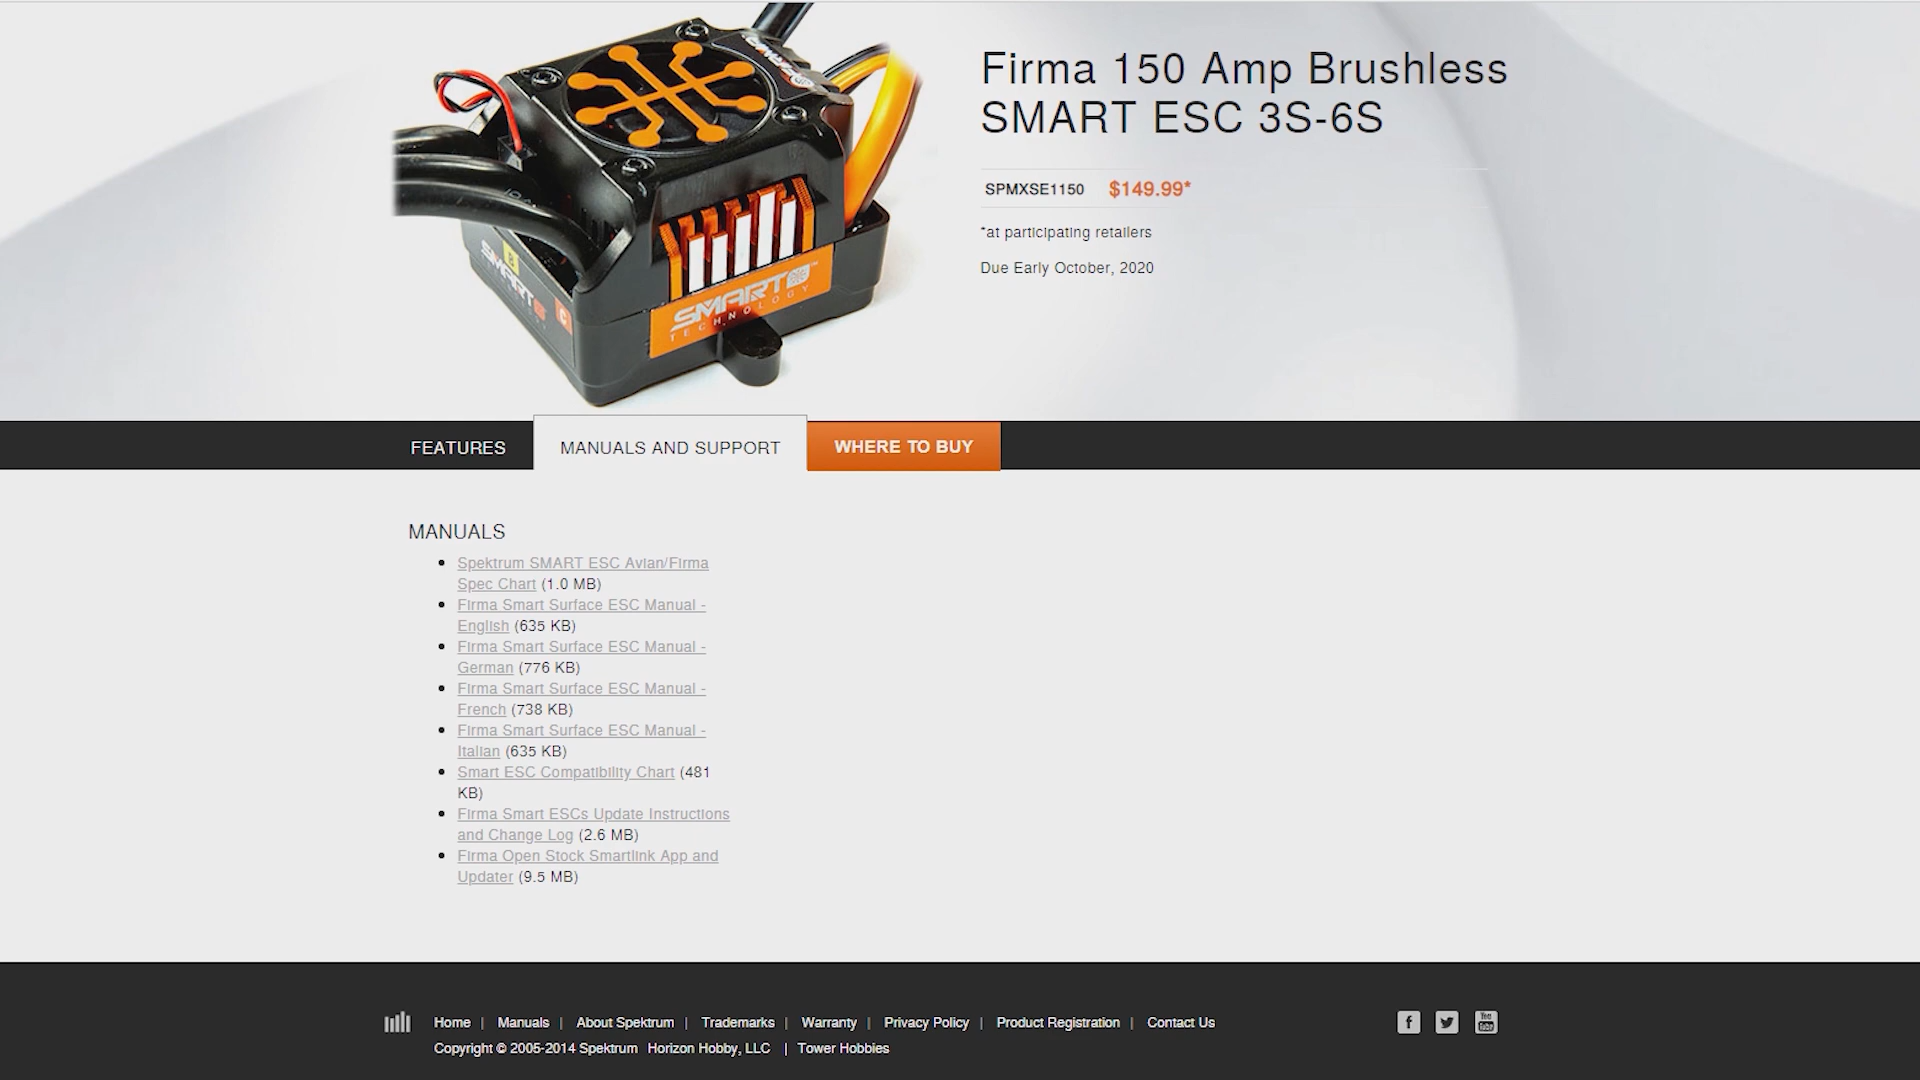 Firma 150 Amp Brushless
SMART ESC 3S-6S
SPMXSE1150 $149.99*
*at participating retailers
Due Early October, 2020
SMART
TECHNOLOGY
SMART
B
C
FEATURES
MANUALS AND SUPPORT
WHERE TO BUY
MANUALS
Spektrum SMART ESC Avian/Firma
Spec Chart (1.0 MB)
Firma Smart Surface ESC Manual -
English (635 KB)
Firma Smart Surface ESC Manual -
German (776 KB)
Firma Smart Surface ESC Manual -
French (738 KB)
Firma Smart Surface ESC Manual -
Italian (635 KB)
Smart ESC Compatibility Chart (481
KB)
Firma Smart ESCs Update Instructions
and Change Log (2.6 MB)
Firma Open Stock Smartlink App and
Updater (9.5 MB)
Home | Manuals | About Spektrum | Trademarks | Warranty | Privacy Policy | Product Registration | Contact Us
Copyright © 2005-2014 Spektrum Horizon Hobby, LLC | Tower Hobbies
You
Tube